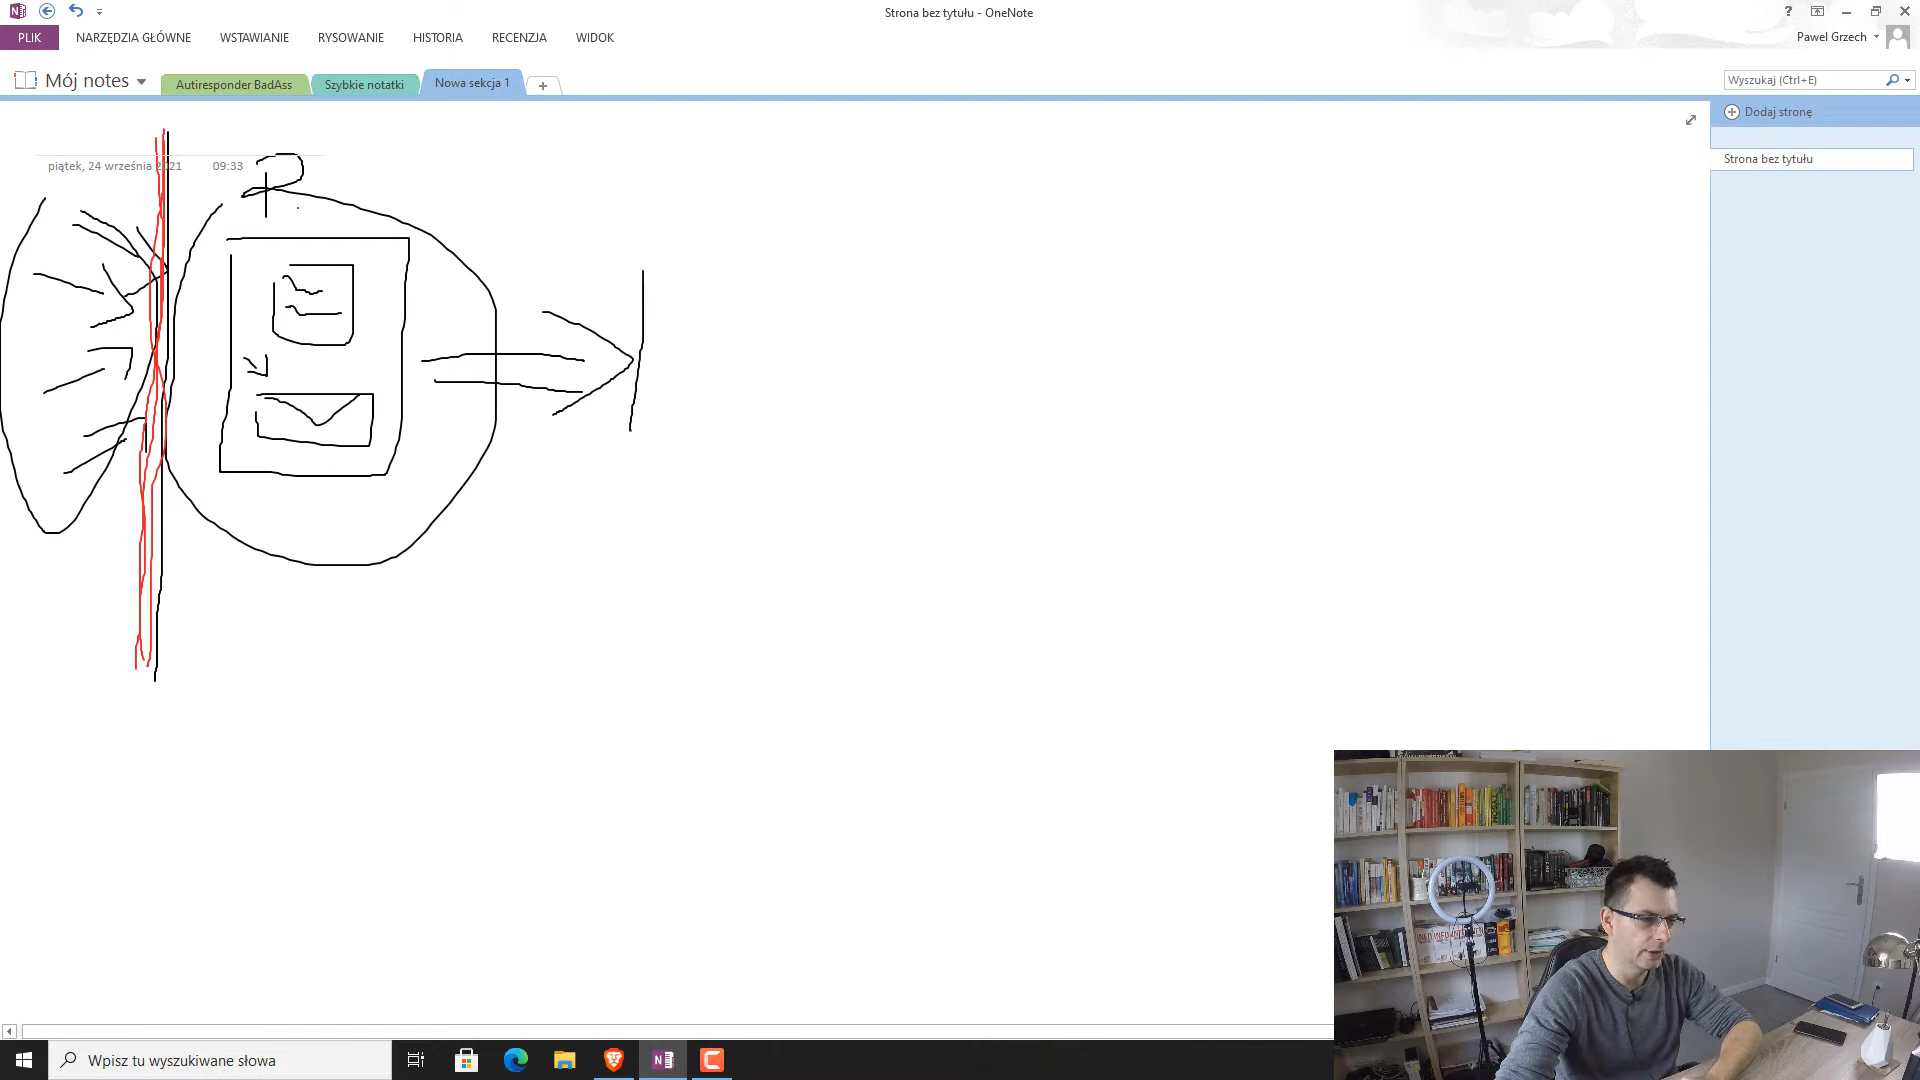 Strona bez tytułu - OneNote
PLIK NARZĘDZIA GŁÓWNE WSTAWIANIE RYSOWANIE HISTORIA RECENZJA WIDOK
Pawel Grzech
Mój notes Autiresponder BadAss Szybkie notatki Nowa sekcja 1
Wyszukaj (Ctrl+E)
Dodaj stronę
piątek, 24 września 2021 09:33
Strona bez tytułu
Wpisz tu wyszukiwane słowa